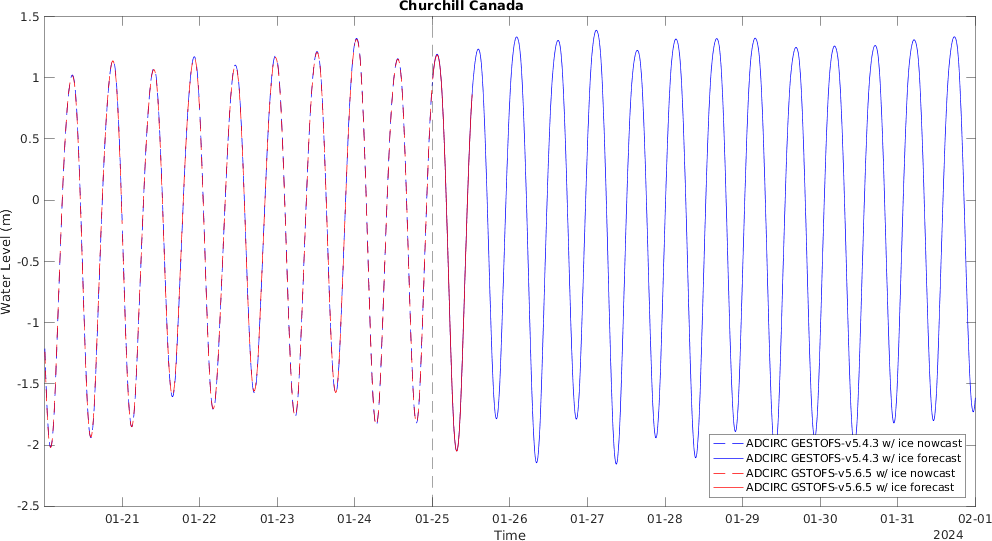 Churchill Canada
1.5
1
0.5
0
-0.5
-1
-1.5
-2
-2.5
Water Level (m)
ADCIRC GESTOFS-v5.4.3 w/ ice nowcast
ADCIRC GESTOFS-v5.4.3 w/ ice forecast
ADCIRC GSTOFS-v5.6.5 w/ ice nowcast
ADCIRC GSTOFS-v5.6.5 w/ ice forecast
01-21 01-22 01-23 01-24 01-25 01-26 01-27 01-28 01-29 01-30 01-31 02-01
Time
2024